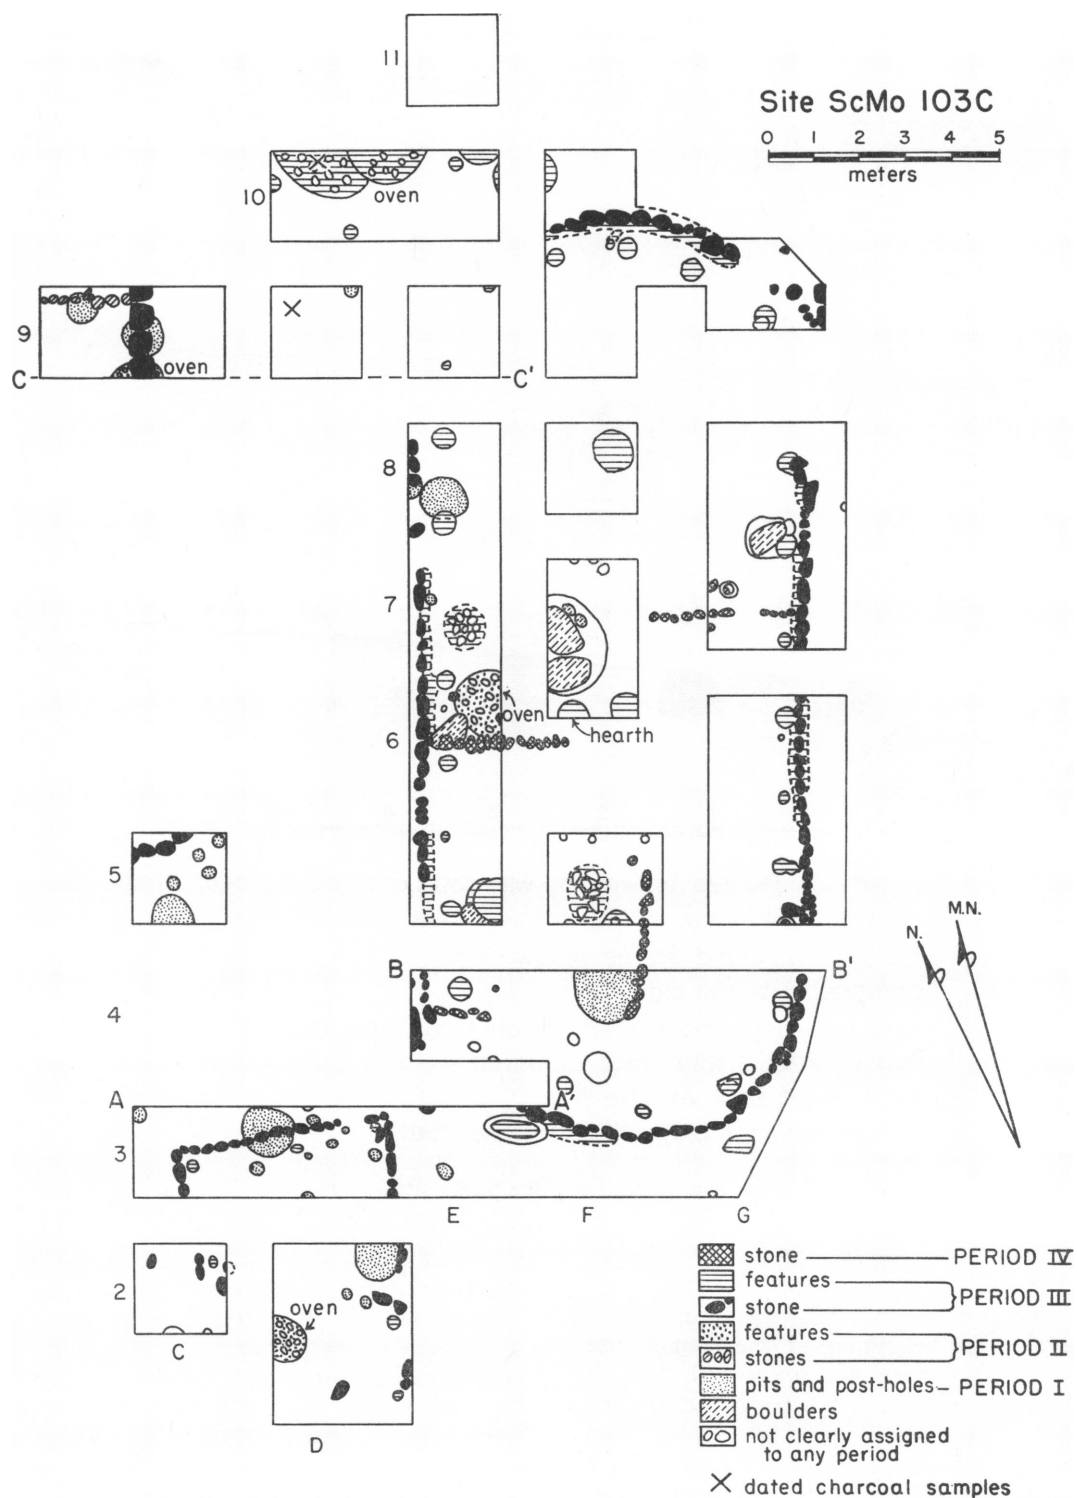 11
Site ScMo 103C
0 1 2 3 4 5
meters
10
oven
9
oven
C
C'
8
7
oven
hearth
6
5
M.N.
N.
B
B'
4
A
A'
3
E
F
G
2
oven
C
D
stone PERIOD IV
features
PERIOD III
stone
features
PERIOD II
stones
pits and post-holes - PERIOD I
boulders
not clearly assigned
to any period
X dated charcoal samples